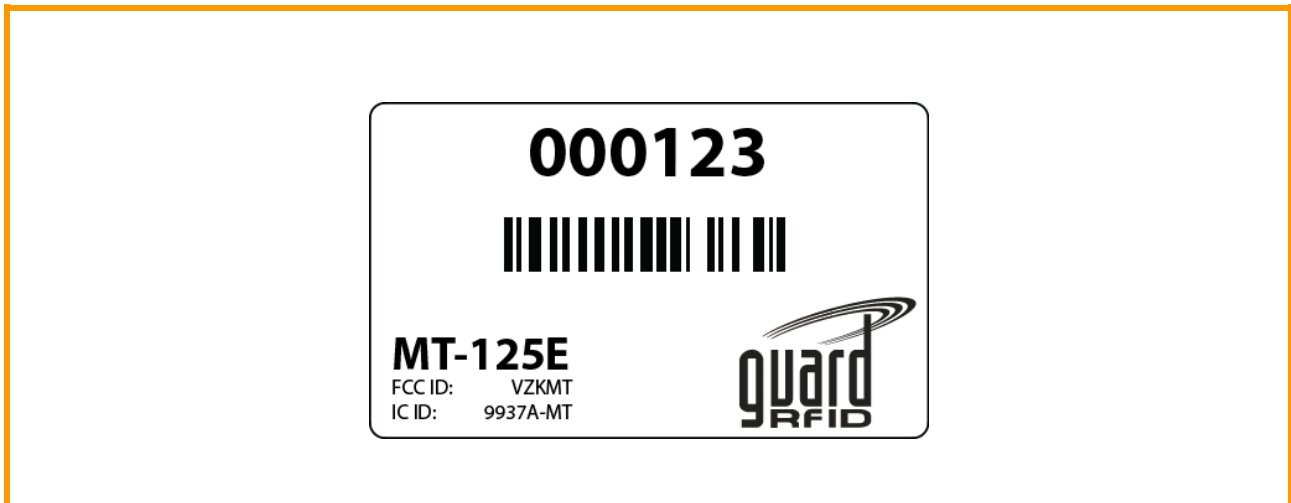 000123
MT-125E
FCC ID: VZKMT
IC ID: 9937A-MT
guard
RFID